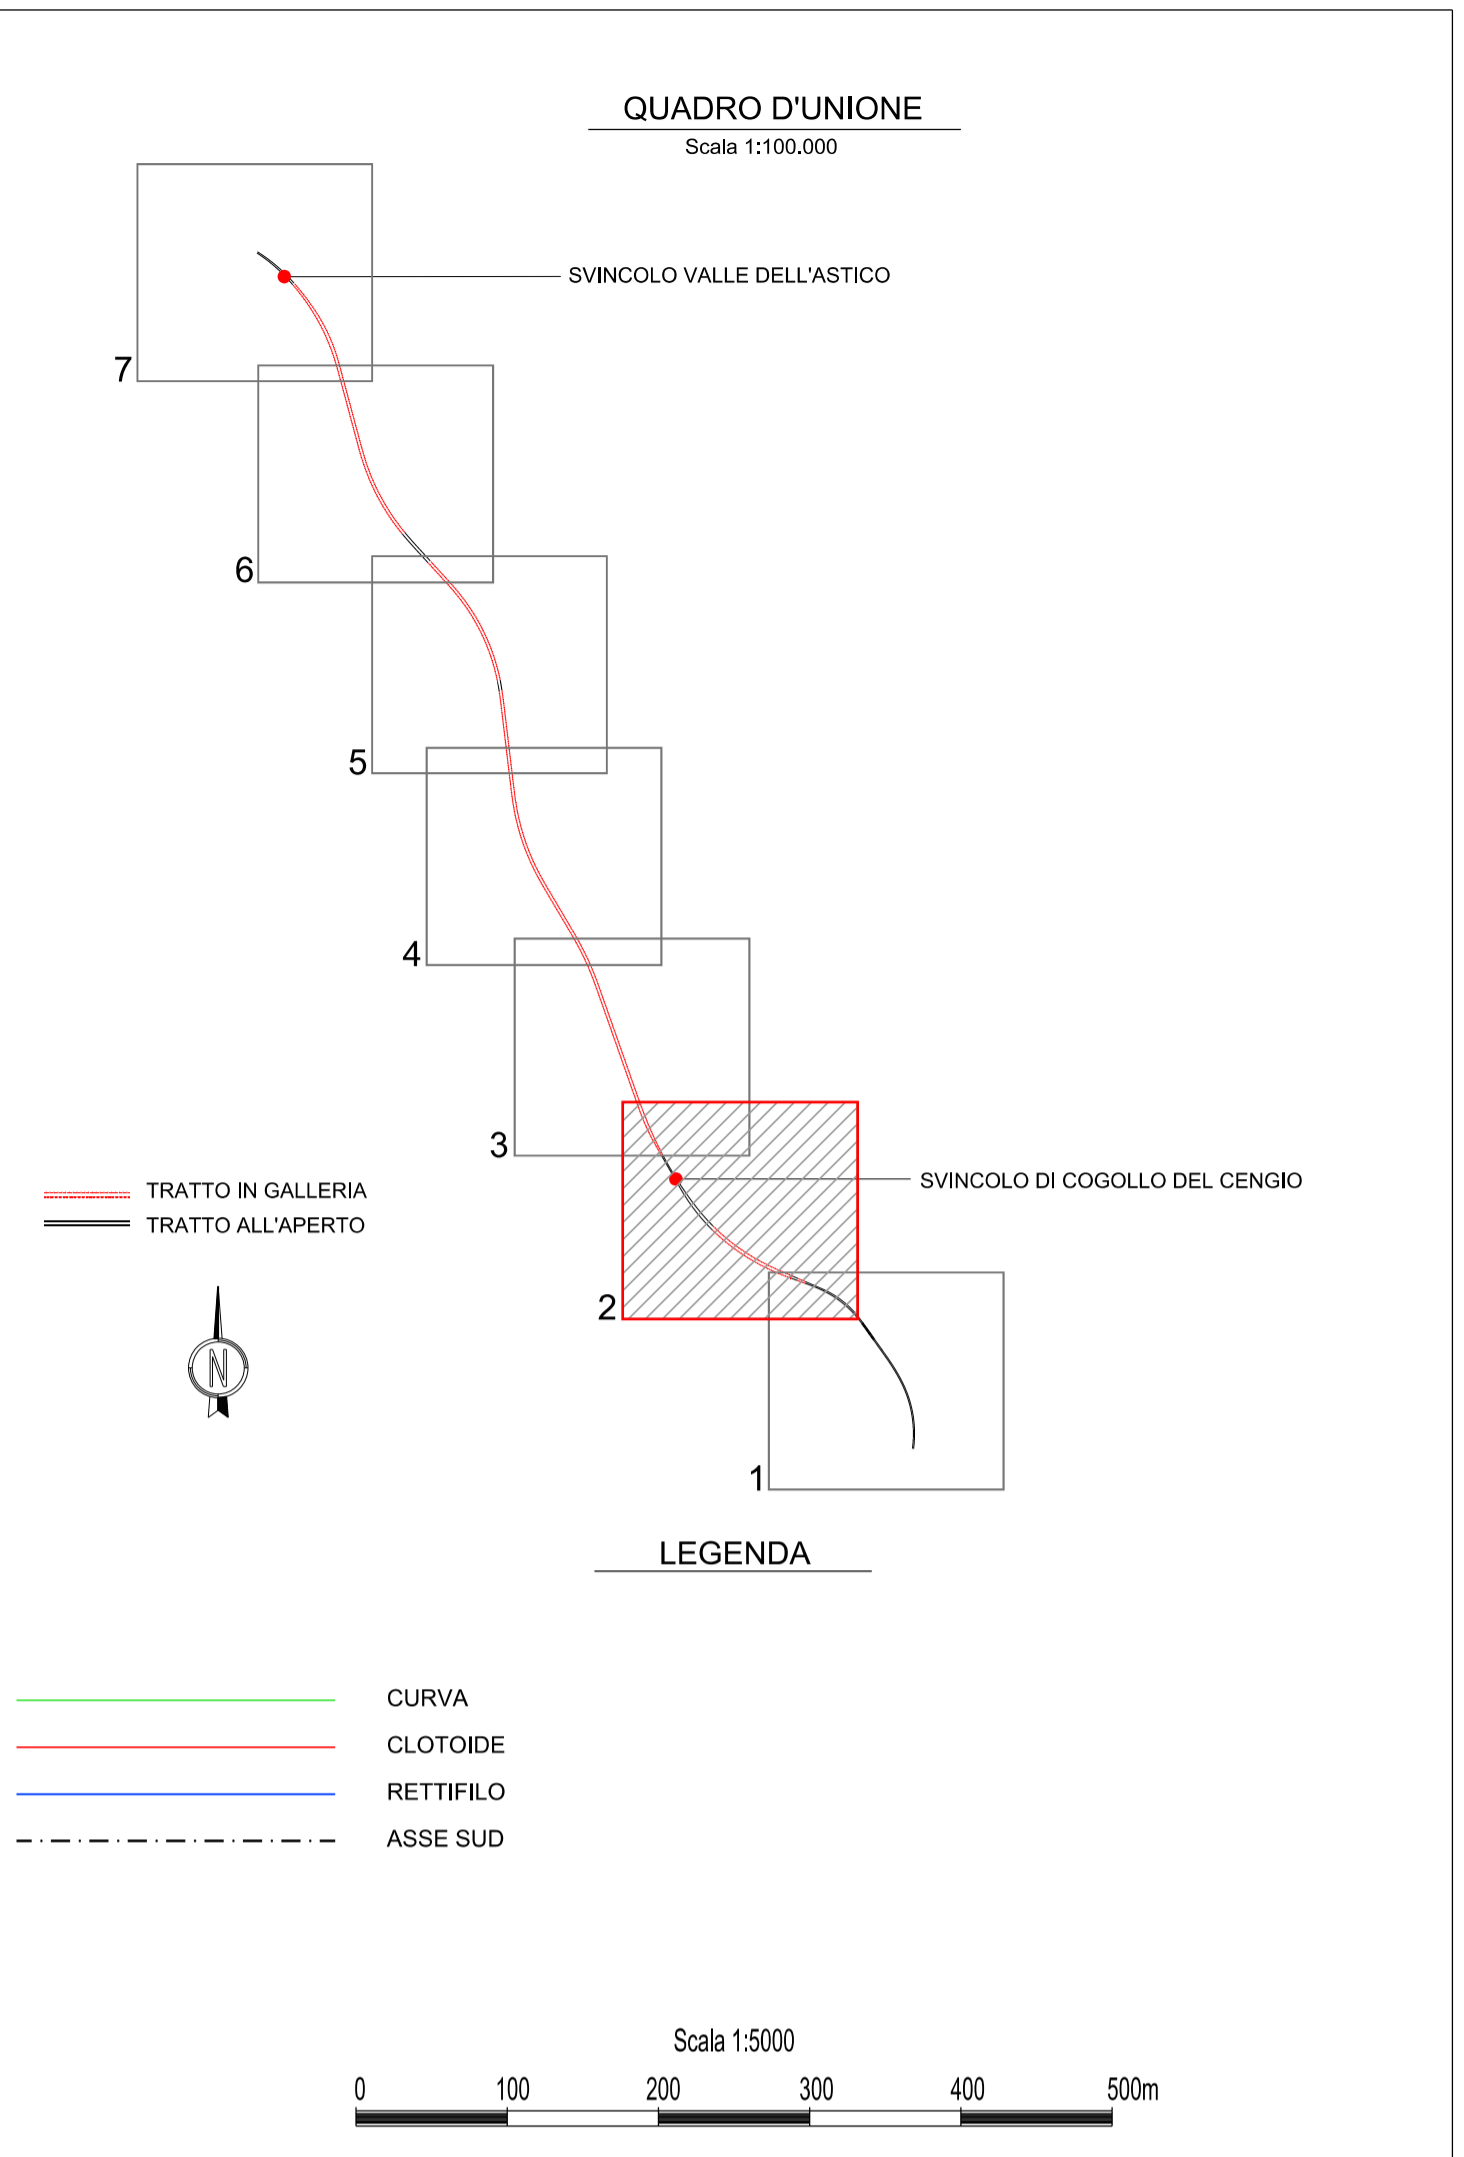 QUADRO D'UNIONE
Scala 1:100.000
SVINCOLO VALLE DELL'ASTICO
7
6
5
4
3
SVINCOLO DI COGOLLO DEL CENGIO
TRATTO IN GALLERIA
TRATTO ALL'APERTO
2
N
1
LEGENDA
CURVA
CLOTOIDE
RETTIFILO
ASSE SUD
Scala 1:5000
0 100 200 300 400 500m